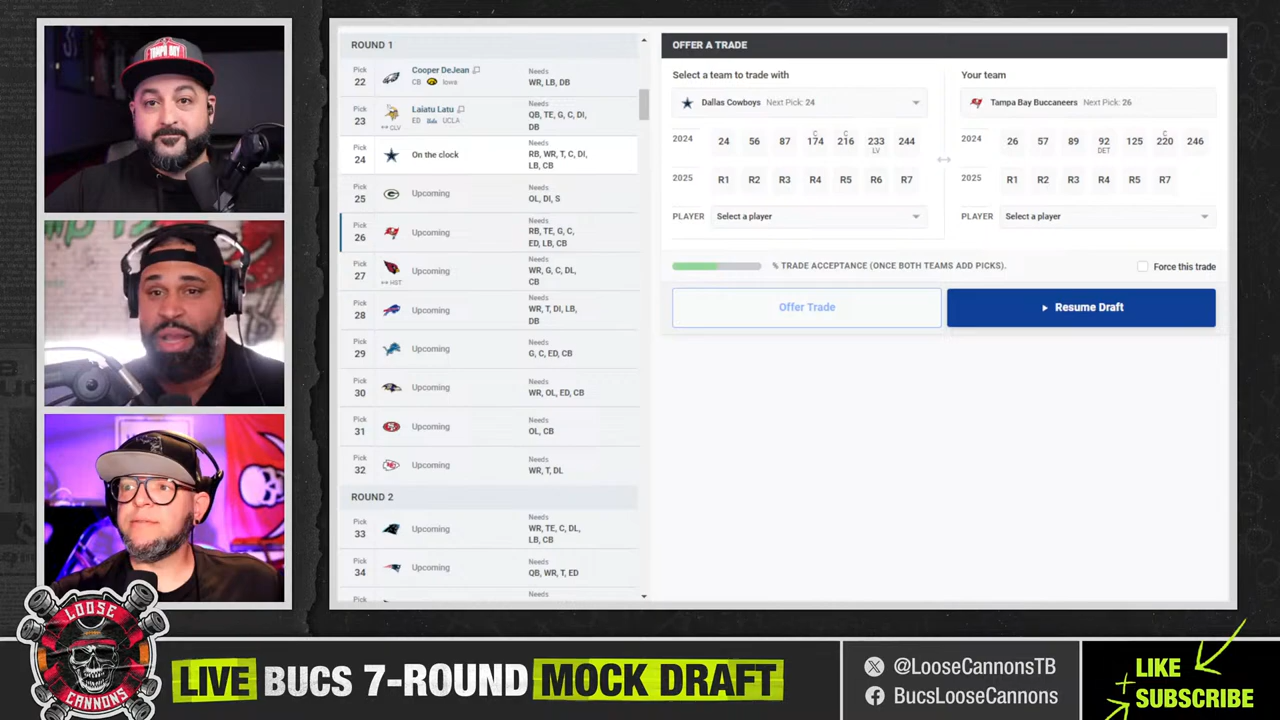 TAMPA BAY
ROUND 1
Pick
22
Cooper DeJean
CB Iowa
Needs
WR, LB, DB
Pick
23
CLV
Laiatu Latu
ED UCLA
Needs
QB, TE, G, C, DI,
DB
Pick
24
On the clock
Needs
RB, WR, T, C, DI,
LB, CB
Pick
25
Upcoming
Needs
OL, DI, S
Pick
26
Upcoming
Needs
RB, TE, G, C,
ED, LB, CB
Pick
27
HST
Upcoming
Needs
WR, G, C, DL,
CB
Pick
28
Upcoming
Needs
WR, T, DI, LB,
DB
Pick
29
Upcoming
Needs
G, C, ED, CB
Pick
30
Upcoming
Needs
WR, OL, ED, CB
Pick
31
Upcoming
Needs
OL, CB
Pick
32
Upcoming
Needs
WR, T, DL
ROUND 2
Pick
33
Upcoming
Needs
WR, TE, C, DL,
LB, CB
Pick
34
Upcoming
Needs
QB, WR, T, ED
Needs
OFFER A TRADE
Select a team to trade with
Dallas Cowboys Next Pick: 24
2024 24 56 87 174 C 216 C 233 LV 244
2025 R1 R2 R3 R4 R5 R6 R7
PLAYER Select a player
Your team
Tampa Bay Buccaneers Next Pick: 26
2024 26 57 89 92 DET 125 220 C 246
2025 R1 R2 R3 R4 R5 R7
PLAYER Select a player
% TRADE ACCEPTANCE (ONCE BOTH TEAMS ADD PICKS).
Force this trade
Offer Trade
Resume Draft
LOOSE
CANNONS
LIVE BUCS 7-ROUND MOCK DRAFT
@LooseCannonsTB
BucsLooseCannons
LIKE
+ SUBSCRIBE